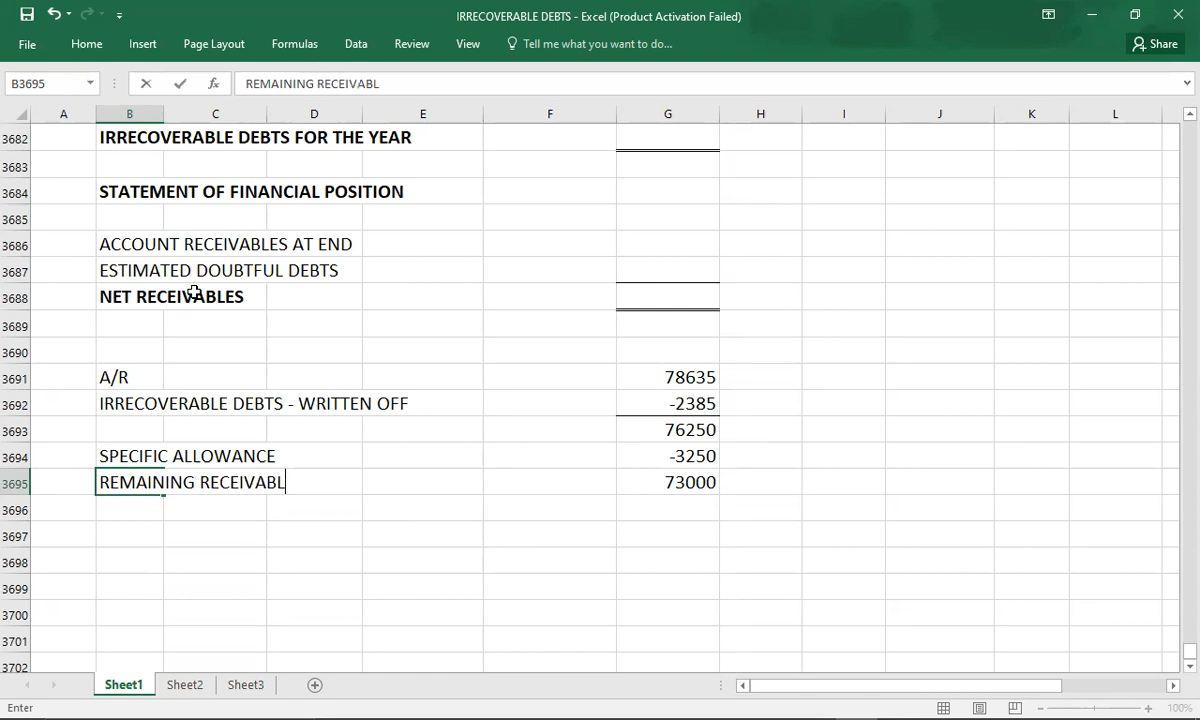 IRRECOVERABLE DEBTS - Excel (Product Activation Failed)
File Home Insert Page Layout Formulas Data Review View Tell me what you want to do... Share
B3695 fx REMAINING RECEIVABL
A B C D E F G H I J K L
3682 IRRECOVERABLE DEBTS FOR THE YEAR
3683
3684 STATEMENT OF FINANCIAL POSITION
3685
3686 ACCOUNT RECEIVABLES AT END
3687 ESTIMATED DOUBTFUL DEBTS
3688 NET RECEIVABLES
3689
3690
3691 A/R 78635
3692 IRRECOVERABLE DEBTS - WRITTEN OFF -2385
3693 76250
3694 SPECIFIC ALLOWANCE -3250
3695 REMAINING RECEIVABL 73000
3696
3697
3698
3699
3700
3701
3702
Sheet1 Sheet2 Sheet3
Enter 100%